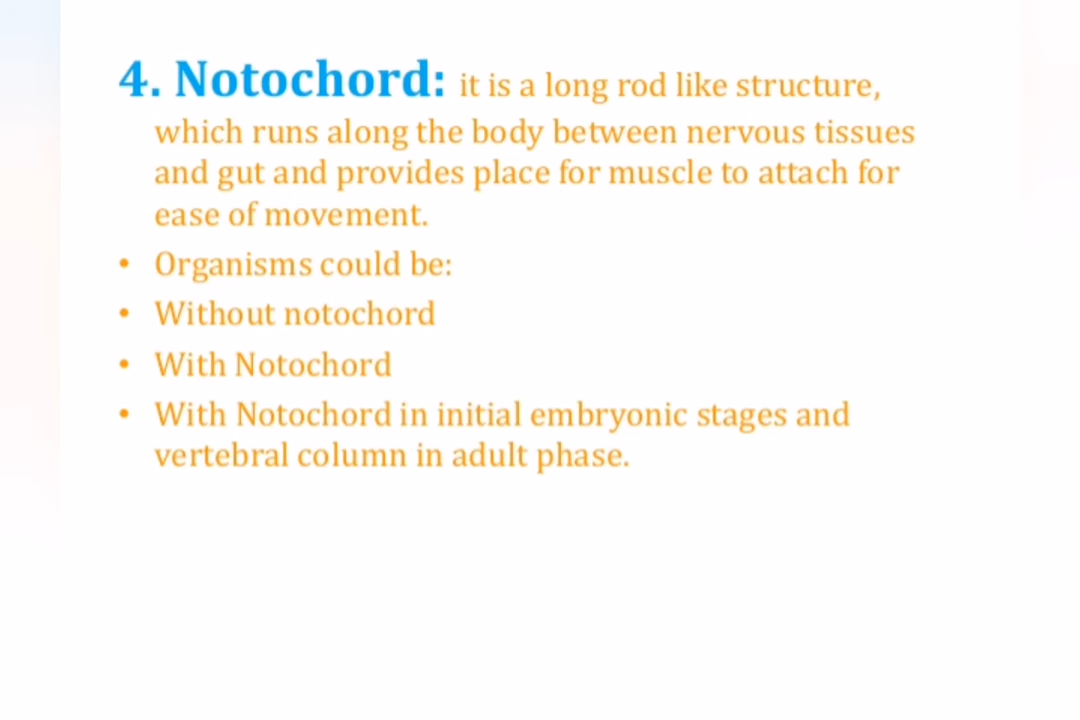 4. Notochord: it is a long rod like structure,
which runs along the body between nervous tissues
and gut and provides place for muscle to attach for
ease of movement.
• Organisms could be:
• Without notochord
• With Notochord
• With Notochord in initial embryonic stages and
vertebral column in adult phase.